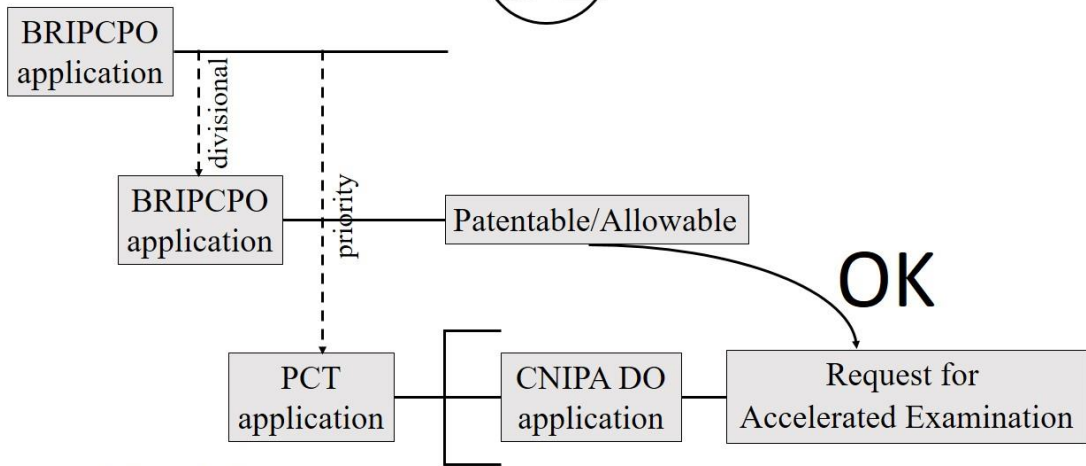 BRIPCPO
application
divisional
BRIPCPO
application
priority
Patentable/Allowable
OK
PCT
application
CNIPA DO
application
Request for
Accelerated Examination